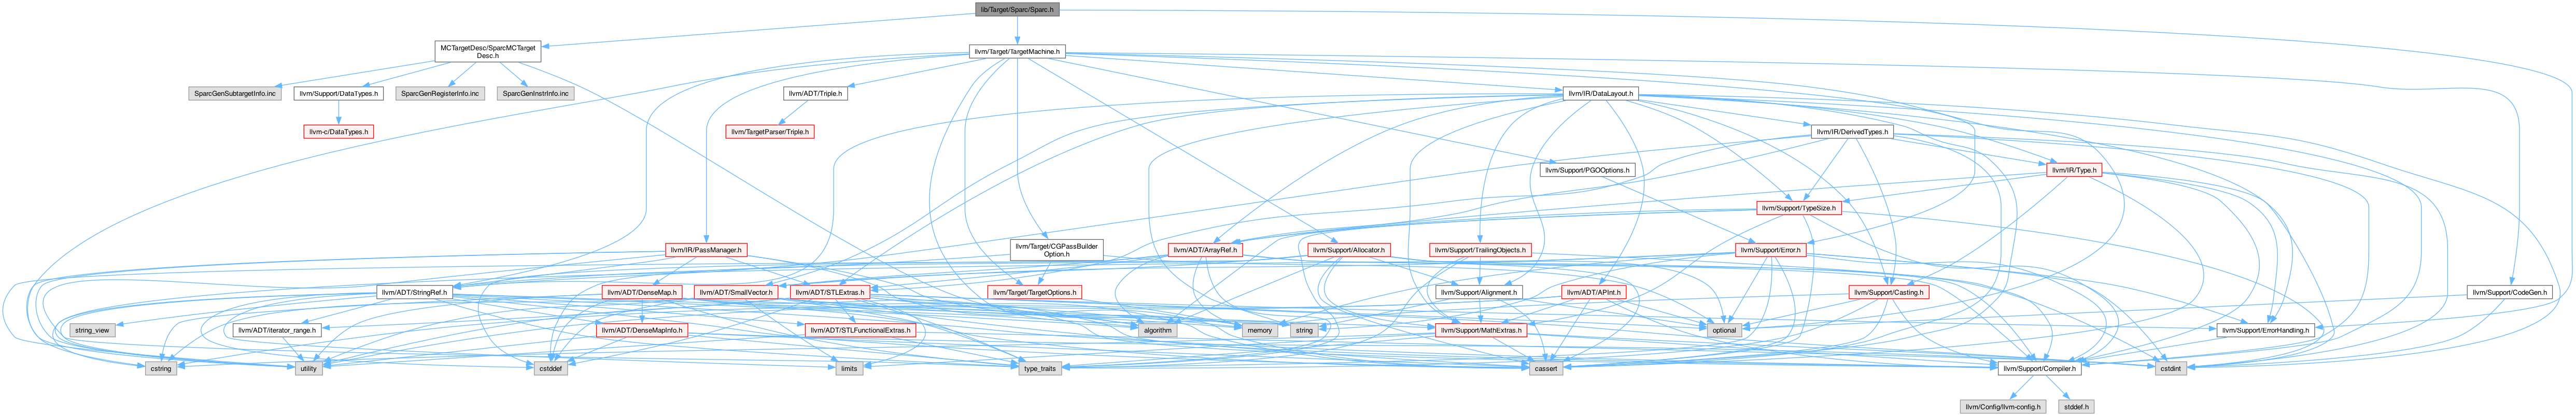 lib/Target/Sparc/Sparc.h
MCTargetDesc/SparcMCTarget
Desc.h
llvm/Target/TargetMachine.h
SparcGenSubtargetInfo.inc
llvm/Support/DataTypes.h
SparcGenRegisterInfo.inc
SparcGenInstrInfo.inc
llvm/ADT/Triple.h
llvm/IR/DataLayout.h
llvm-c/DataTypes.h
llvm/TargetParser/Triple.h
llvm/IR/DerivedTypes.h
llvm/Support/PGOOptions.h
llvm/IR/Type.h
llvm/Support/TypeSize.h
llvm/IR/PassManager.h
llvm/Target/CGPassBuilder
Option.h
llvm/ADT/ArrayRef.h
llvm/Support/Allocator.h
llvm/Support/TrailingObjects.h
llvm/Support/Error.h
llvm/ADT/StringRef.h
llvm/ADT/DenseMap.h
llvm/ADT/SmallVector.h
llvm/ADT/STLExtras.h
llvm/Target/TargetOptions.h
llvm/Support/Alignment.h
llvm/ADT/APInt.h
llvm/Support/Casting.h
llvm/Support/CodeGen.h
string_view
llvm/ADT/iterator_range.h
llvm/ADT/DenseMapInfo.h
llvm/ADT/STLFunctionalExtras.h
algorithm
memory
string
llvm/Support/MathExtras.h
optional
llvm/Support/ErrorHandling.h
cstring
utility
cstddef
limits
type_traits
cassert
llvm/Support/Compiler.h
cstdint
llvm/Config/llvm-config.h
stddef.h